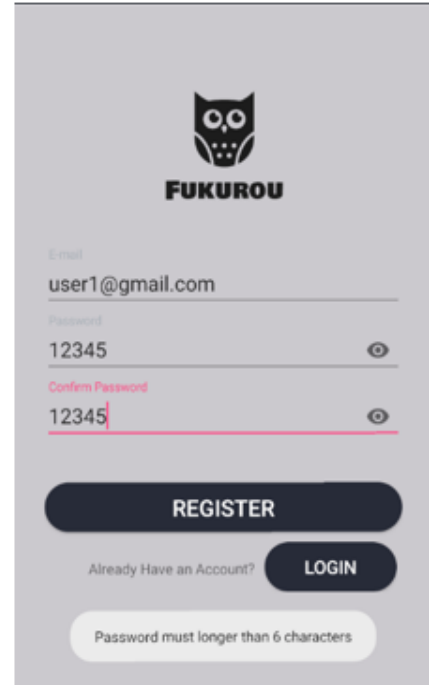 FUKUROU
E-mail
user1@gmail.com
Password
12345
Confirm Password
12345
REGISTER
Already Have an Account?
LOGIN
Password must longer than 6 characters